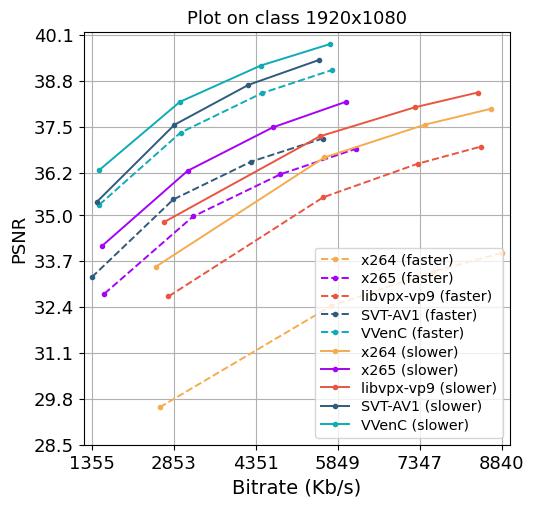 Plot on class 1920x1080
PSNR
40.1
38.8
37.5
36.2
35.0
33.7
32.4
31.1
29.8
28.5
x264 (faster)
x265 (faster)
libvpx-vp9 (faster)
SVT-AV1 (faster)
VVenC (faster)
x264 (slower)
x265 (slower)
libvpx-vp9 (slower)
SVT-AV1 (slower)
VVenC (slower)
1355 2853 4351 5849 7347 8840
Bitrate (Kb/s)